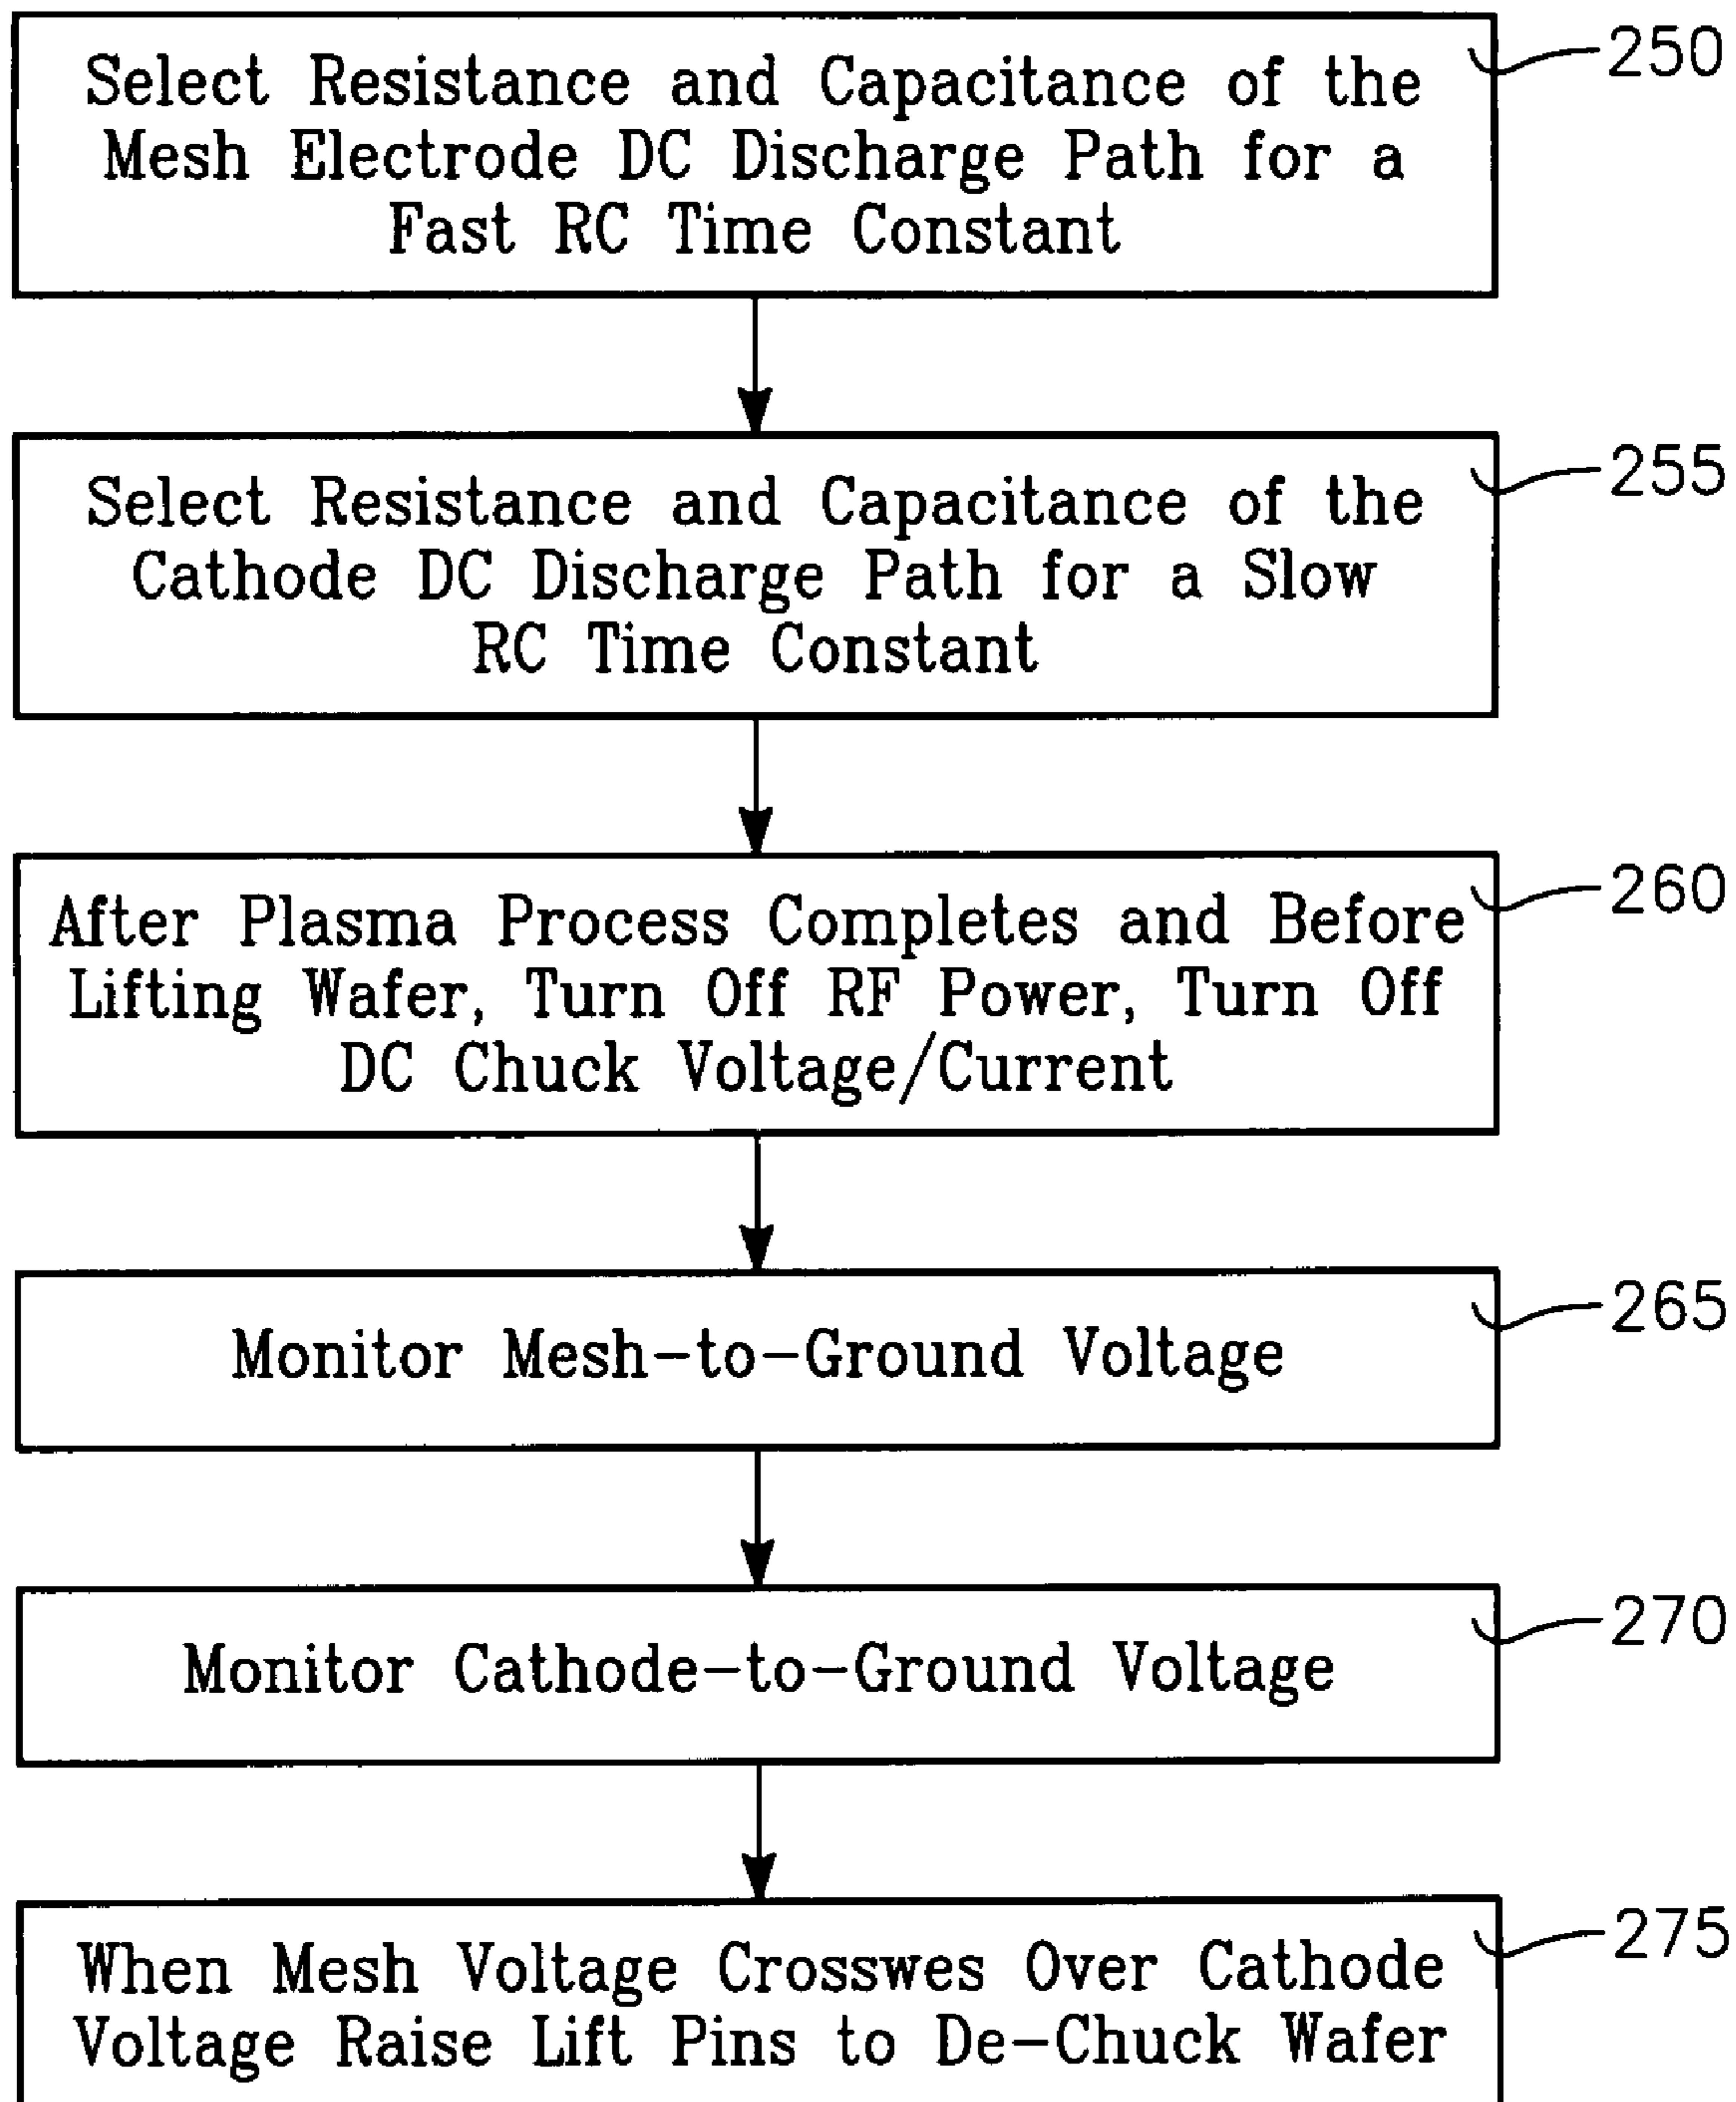 Select Resistance and Capacitance of the
Mesh Electrode DC Discharge Path for a
Fast RC Time Constant
250
Select Resistance and Capacitance of the
Cathode DC Discharge Path for a Slow
RC Time Constant
255
After Plasma Process Completes and Before
Lifting Wafer, Turn Off RF Power, Turn Off
DC Chuck Voltage/Current
260
Monitor Mesh-to-Ground Voltage
265
Monitor Cathode-to-Ground Voltage
270
When Mesh Voltage Crosswes Over Cathode
Voltage Raise Lift Pins to De-Chuck Wafer
275